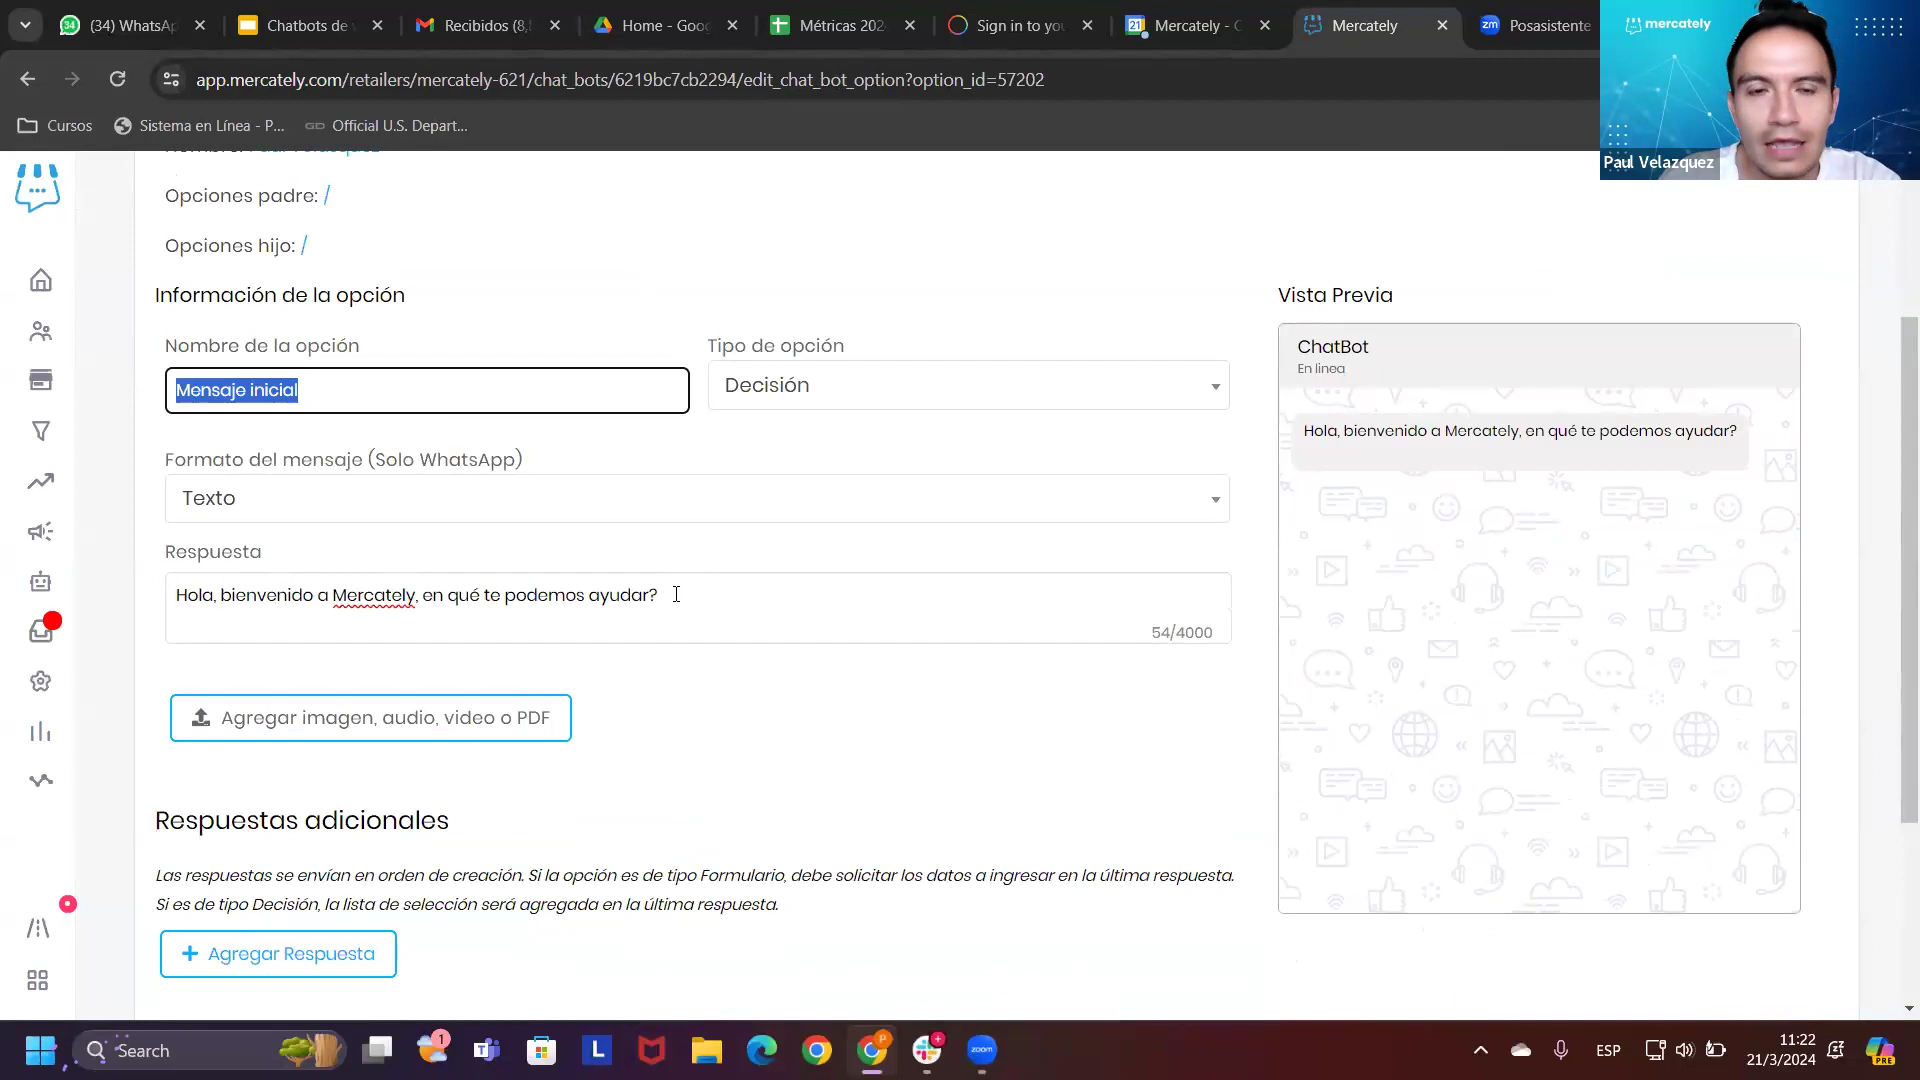 (34) WhatsAp
Chatbots de
Recibidos (8,
Home - Goog
Métricas 202
Sign in to you
Mercately - C
Mercately
Posasistente
mercately
app.mercately.com/retailers/mercately-621/chat_bots/6219bc7cb2294/edit_chat_bot_option?option_id=57202
Cursos
Sistema en Línea - P...
GD Official U.S. Depart...
Paul Velazquez
Opciones padre: /
Opciones hijo: /
Información de la opción
Vista Previa
Nombre de la opción
Tipo de opción
Mensaje inicial
Decisión
ChatBot
En linea
Hola, bienvenido a Mercately, en qué te podemos ayudar?
Formato del mensaje (Solo WhatsApp)
Texto
Respuesta
Hola, bienvenido a Mercately, en qué te podemos ayudar?
54/4000
Agregar imagen, audio, video o PDF
Respuestas adicionales
Las respuestas se envían en orden de creación. Si la opción es de tipo Formulario, debe solicitar los datos a ingresar en la última respuesta.
Si es de tipo Decisión, la lista de selección será agregada en la última respuesta.
+ Agregar Respuesta
Search
ESP
11:22
21/3/2024